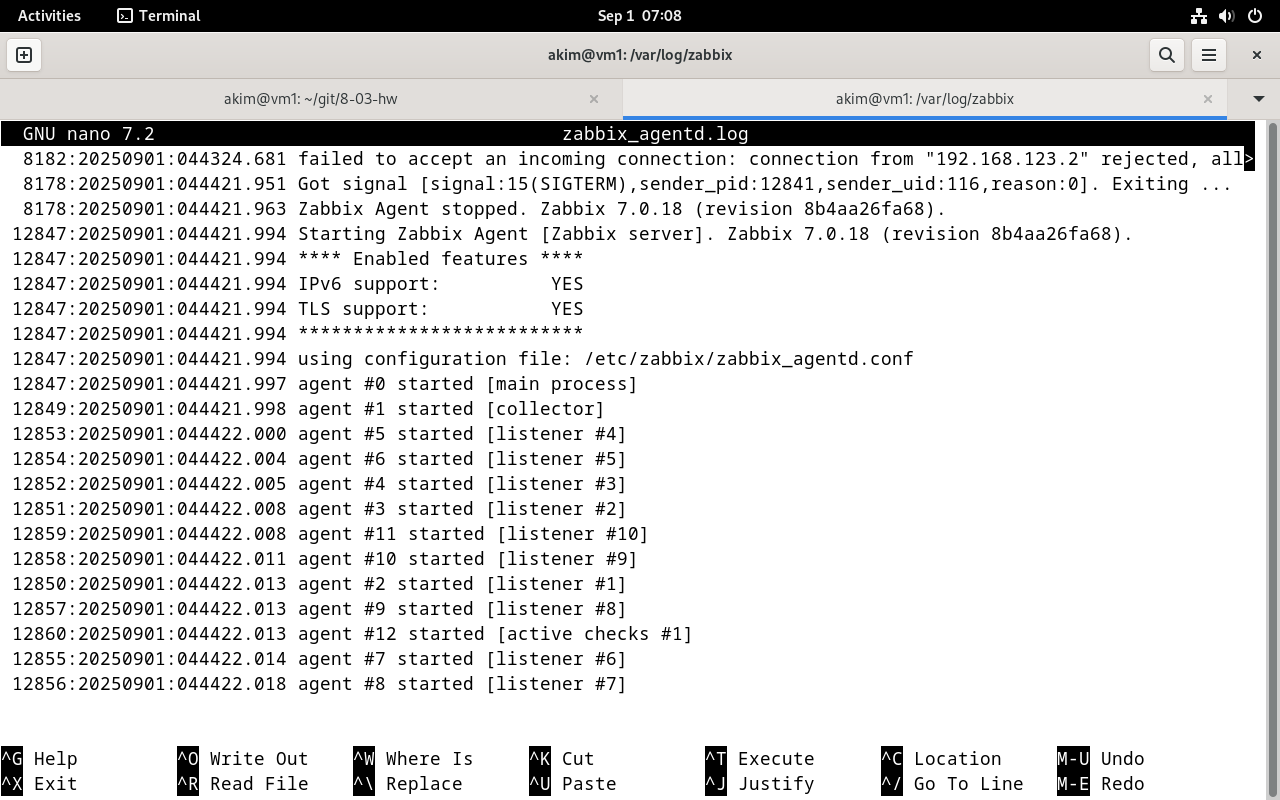 Activities Terminal Sep 1 07:08
akim@vm1: /var/log/zabbix
akim@vm1: ~/git/8-03-hw × akim@vm1: /var/log/zabbix ×
GNU nano 7.2 zabbix_agentd.log
8182:20250901:044324.681 failed to accept an incoming connection: connection from "192.168.123.2" rejected, all>
8178:20250901:044421.951 Got signal [signal:15(SIGTERM),sender_pid:12841,sender_uid:116,reason:0]. Exiting ...
8178:20250901:044421.963 Zabbix Agent stopped. Zabbix 7.0.18 (revision 8b4aa26fa68).
12847:20250901:044421.994 Starting Zabbix Agent [Zabbix server]. Zabbix 7.0.18 (revision 8b4aa26fa68).
12847:20250901:044421.994 **** Enabled features ****
12847:20250901:044421.994 IPv6 support:          YES
12847:20250901:044421.994 TLS support:           YES
12847:20250901:044421.994 **************************
12847:20250901:044421.994 using configuration file: /etc/zabbix/zabbix_agentd.conf
12847:20250901:044421.997 agent #0 started [main process]
12849:20250901:044421.998 agent #1 started [collector]
12853:20250901:044422.000 agent #5 started [listener #4]
12854:20250901:044422.004 agent #6 started [listener #5]
12852:20250901:044422.005 agent #4 started [listener #3]
12851:20250901:044422.008 agent #3 started [listener #2]
12859:20250901:044422.008 agent #11 started [listener #10]
12858:20250901:044422.011 agent #10 started [listener #9]
12850:20250901:044422.013 agent #2 started [listener #1]
12857:20250901:044422.013 agent #9 started [listener #8]
12860:20250901:044422.013 agent #12 started [active checks #1]
12855:20250901:044422.014 agent #7 started [listener #6]
12856:20250901:044422.018 agent #8 started [listener #7]
^G Help ^O Write Out ^W Where Is ^K Cut ^T Execute ^C Location M-U Undo
^X Exit ^R Read File ^\ Replace ^U Paste ^J Justify ^/ Go To Line M-E Redo